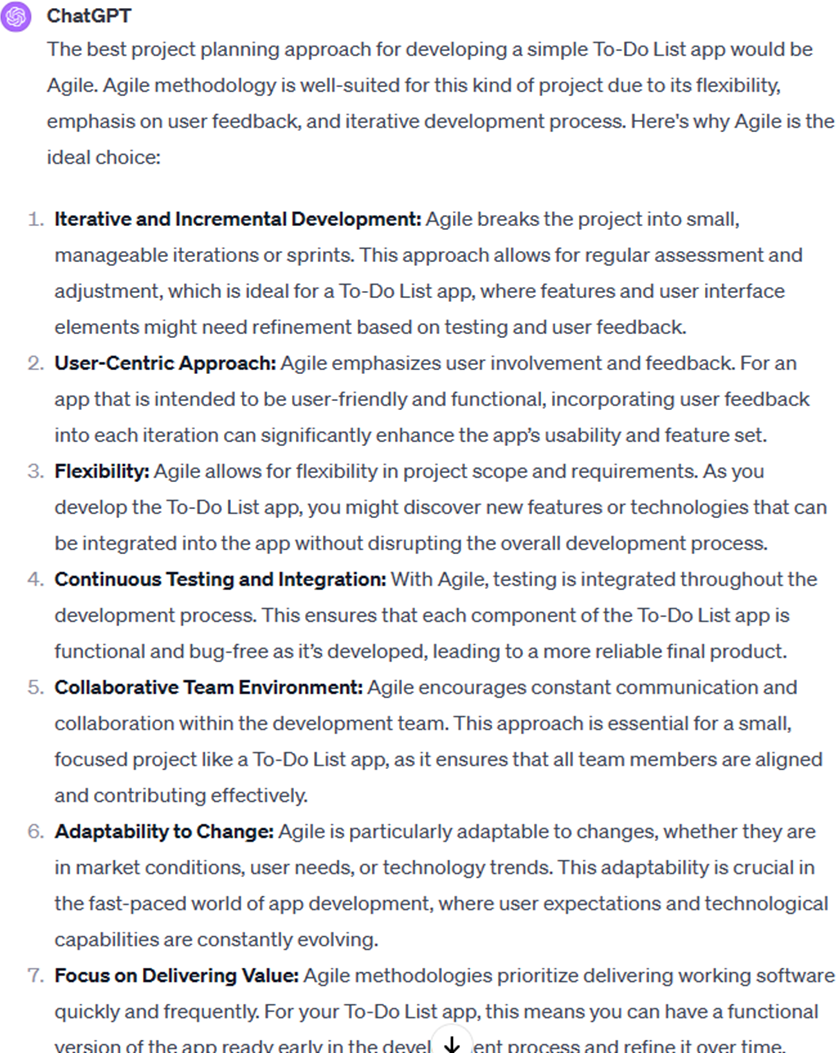 ChatGPT
The best project planning approach for developing a simple To-Do List app would be
Agile. Agile methodology is well-suited for this kind of project due to its flexibility,
emphasis on user feedback, and iterative development process. Here's why Agile is the
ideal choice:
1. Iterative and Incremental Development: Agile breaks the project into small,
manageable iterations or sprints. This approach allows for regular assessment and
adjustment, which is ideal for a To-Do List app, where features and user interface
elements might need refinement based on testing and user feedback.
2. User-Centric Approach: Agile emphasizes user involvement and feedback. For an
app that is intended to be user-friendly and functional, incorporating user feedback
into each iteration can significantly enhance the app's usability and feature set.
3. Flexibility: Agile allows for flexibility in project scope and requirements. As you
develop the To-Do List app, you might discover new features or technologies that can
be integrated into the app without disrupting the overall development process.
4. Continuous Testing and Integration: With Agile, testing is integrated throughout the
development process. This ensures that each component of the To-Do List app is
functional and bug-free as it's developed, leading to a more reliable final product.
5. Collaborative Team Environment: Agile encourages constant communication and
collaboration within the development team. This approach is essential for a small,
focused project like a To-Do List app, as it ensures that all team members are aligned
and contributing effectively.
6. Adaptability to Change: Agile is particularly adaptable to changes, whether they are
in market conditions, user needs, or technology trends. This adaptability is crucial in
the fast-paced world of app development, where user expectations and technological
capabilities are constantly evolving.
7. Focus on Delivering Value: Agile methodologies prioritize delivering working software
quickly and frequently. For your To-Do List app, this means you can have a functional
version of the app ready early in the process and refine it over time.